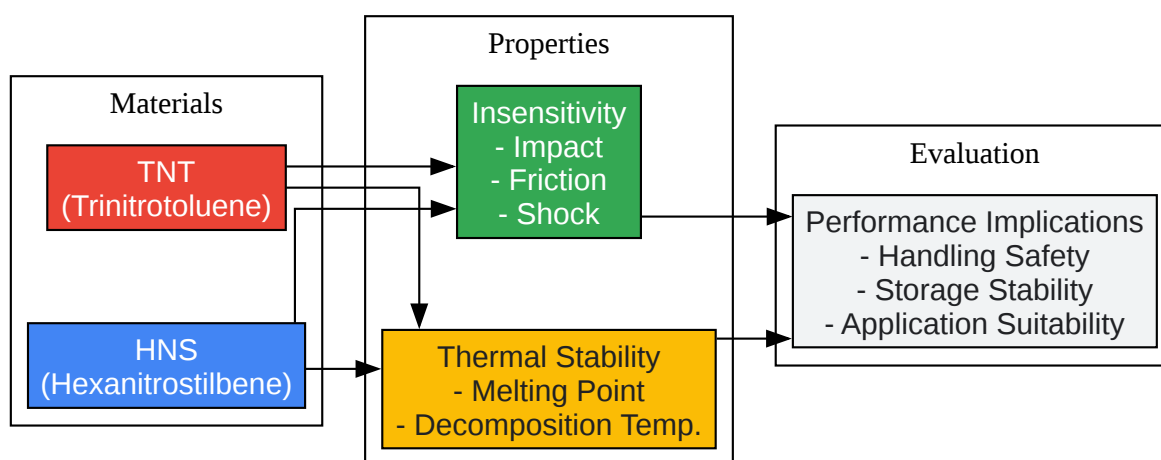 Materials
TNT
(Trinitrotoluene)
HNS
(Hexanitrostilbene)
Properties
Insensitivity
- Impact
- Friction
- Shock
Thermal Stability
- Melting Point
- Decomposition Temp.
Evaluation
Performance Implications
- Handling Safety
- Storage Stability
- Application Suitability